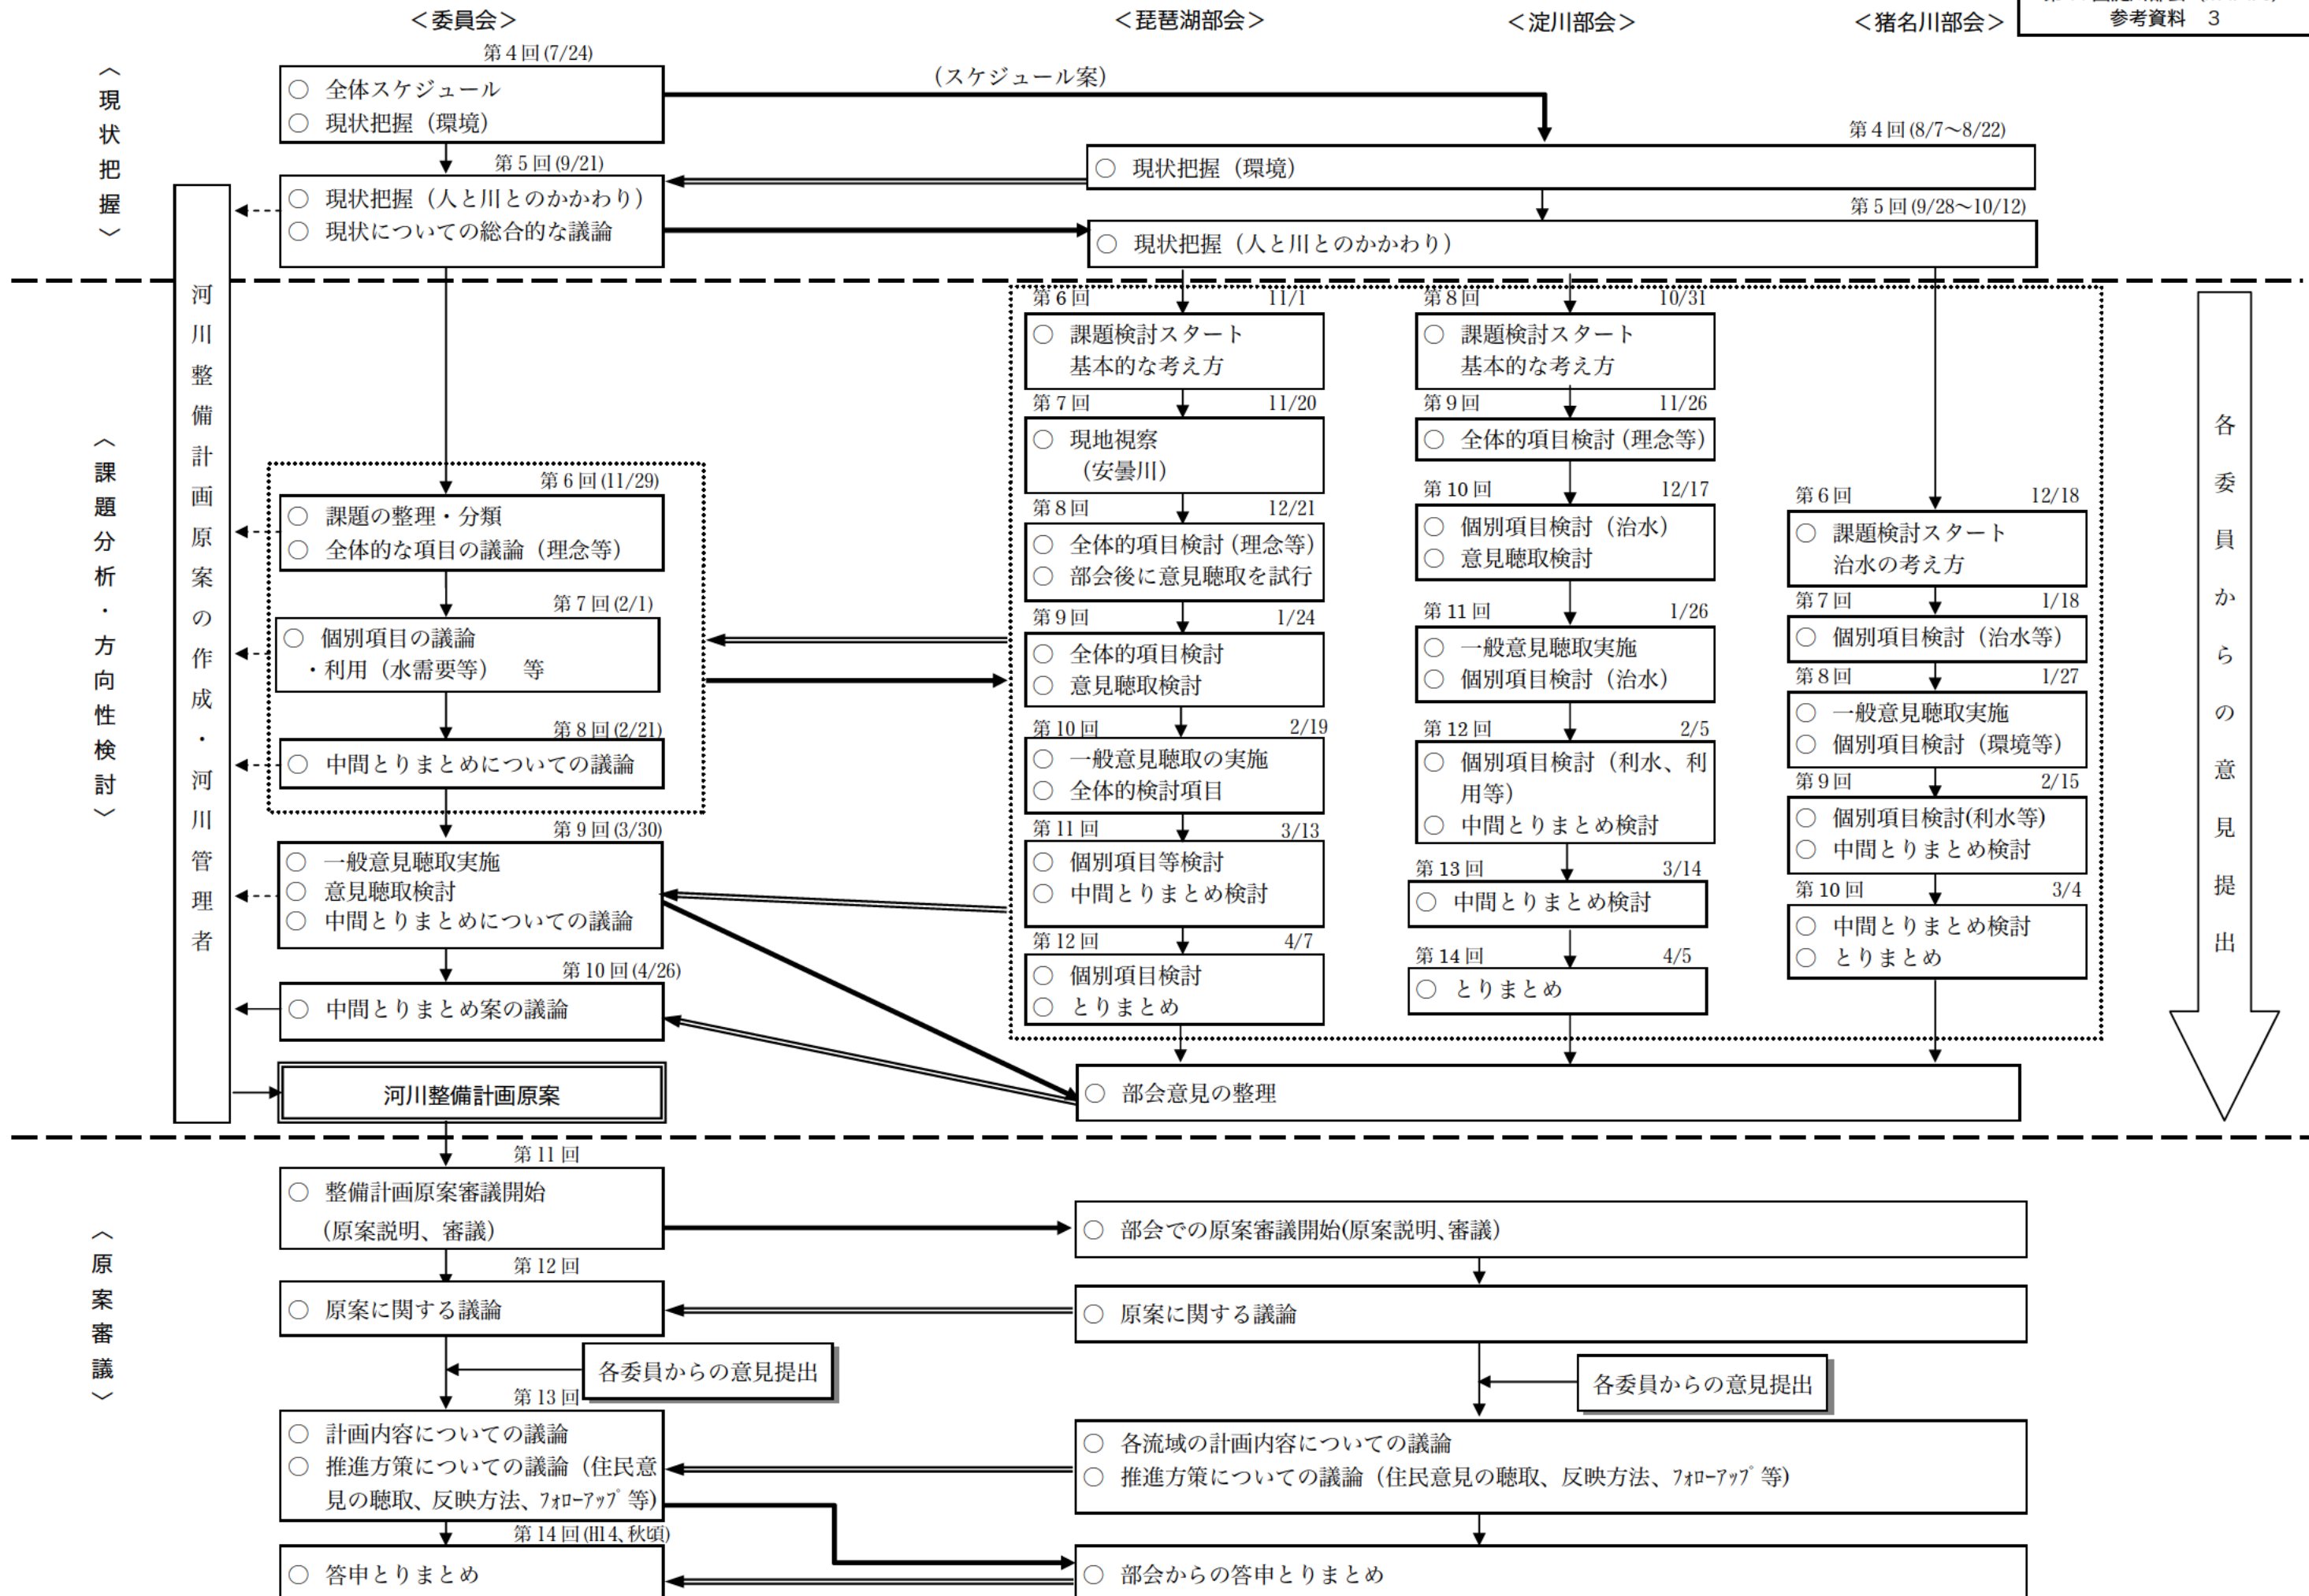 ＜委員会＞
＜琵琶湖部会＞
＜淀川部会＞
＜猪名川部会＞
参考資料　3
〈現状把握〉
第4回(7/24)
○ 全体スケジュール
○ 現状把握（環境）
（スケジュール案）
第4回(8/7～8/22)
○ 現状把握（環境）
第5回(9/21)
○ 現状把握（人と川とのかかわり）
○ 現状についての総合的な議論
第5回(9/28～10/12)
○ 現状把握（人と川とのかかわり）
河川整備計画原案の作成・河川管理者
〈課題分析・方向性検討〉
第6回(11/29)
○ 課題の整理・分類
○ 全体的な項目の議論（理念等）
第7回(2/1)
○ 個別項目の議論
・利用（水需要等）　等
第8回(2/21)
○ 中間とりまとめについての議論
第9回(3/30)
○ 一般意見聴取実施
○ 意見聴取検討
○ 中間とりまとめについての議論
第10回(4/26)
○ 中間とりまとめ案の議論
河川整備計画原案
第6回　11/1
○ 課題検討スタート
基本的な考え方
第7回　11/20
○ 現地視察
（安曇川）
第8回　12/21
○ 全体的項目検討(理念等)
○ 部会後に意見聴取を試行
第9回　1/24
○ 全体的項目検討
○ 意見聴取検討
第10回　2/19
○ 一般意見聴取の実施
○ 全体的検討項目
第11回　3/13
○ 個別項目等検討
○ 中間とりまとめ検討
第12回　4/7
○ 個別項目検討
○ とりまとめ
第8回　10/31
○ 課題検討スタート
基本的な考え方
第9回　11/26
○ 全体的項目検討(理念等)
第10回　12/17
○ 個別項目検討（治水）
○ 意見聴取検討
第11回　1/26
○ 一般意見聴取実施
○ 個別項目検討（治水）
第12回　2/5
○ 個別項目検討（利水、利
用等）
○ 中間とりまとめ検討
第13回　3/14
○ 中間とりまとめ検討
第14回　4/5
○ とりまとめ
第6回　12/18
○ 課題検討スタート
治水の考え方
第7回　1/18
○ 個別項目検討（治水等）
第8回　1/27
○ 一般意見聴取実施
○ 個別項目検討（環境等）
第9回　2/15
○ 個別項目検討(利水等)
○ 中間とりまとめ検討
第10回　3/4
○ 中間とりまとめ検討
○ とりまとめ
各委員からの意見提出
○ 部会意見の整理
〈原案審議〉
第11回
○ 整備計画原案審議開始
(原案説明、審議)
○ 部会での原案審議開始(原案説明、審議)
第12回
○ 原案に関する議論
○ 原案に関する議論
各委員からの意見提出
各委員からの意見提出
第13回
○ 計画内容についての議論
○ 推進方策についての議論（住民意
見の聴取、反映方法、ﾌｫﾛｰｱｯﾌﾟ等)
○ 各流域の計画内容についての議論
○ 推進方策についての議論（住民意見の聴取、反映方法、ﾌｫﾛｰｱｯﾌﾟ等)
第14回(H14、秋頃)
○ 答申とりまとめ
○ 部会からの答申とりまとめ